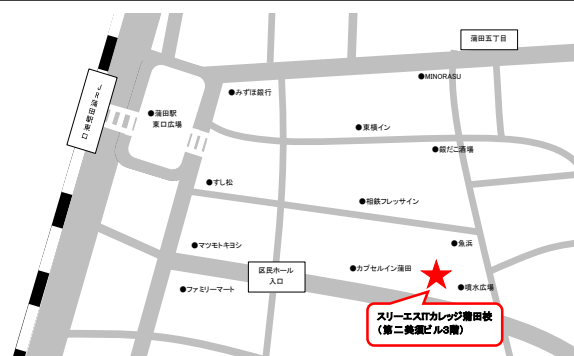 蒲田五丁目
●MINORASU
JR蒲田駅東口
●みずほ銀行
●蒲田駅
東口広場
●東横イン
●銀だこ酒場
●すし松
●相鉄フレッサイン
●マツモトキヨシ
●魚浜
区民ホール
入口
●カプセルイン蒲田
●ファミリーマート
●噴水広場
スリーエスITカレッジ蒲田校
（第二美須ビル3階）